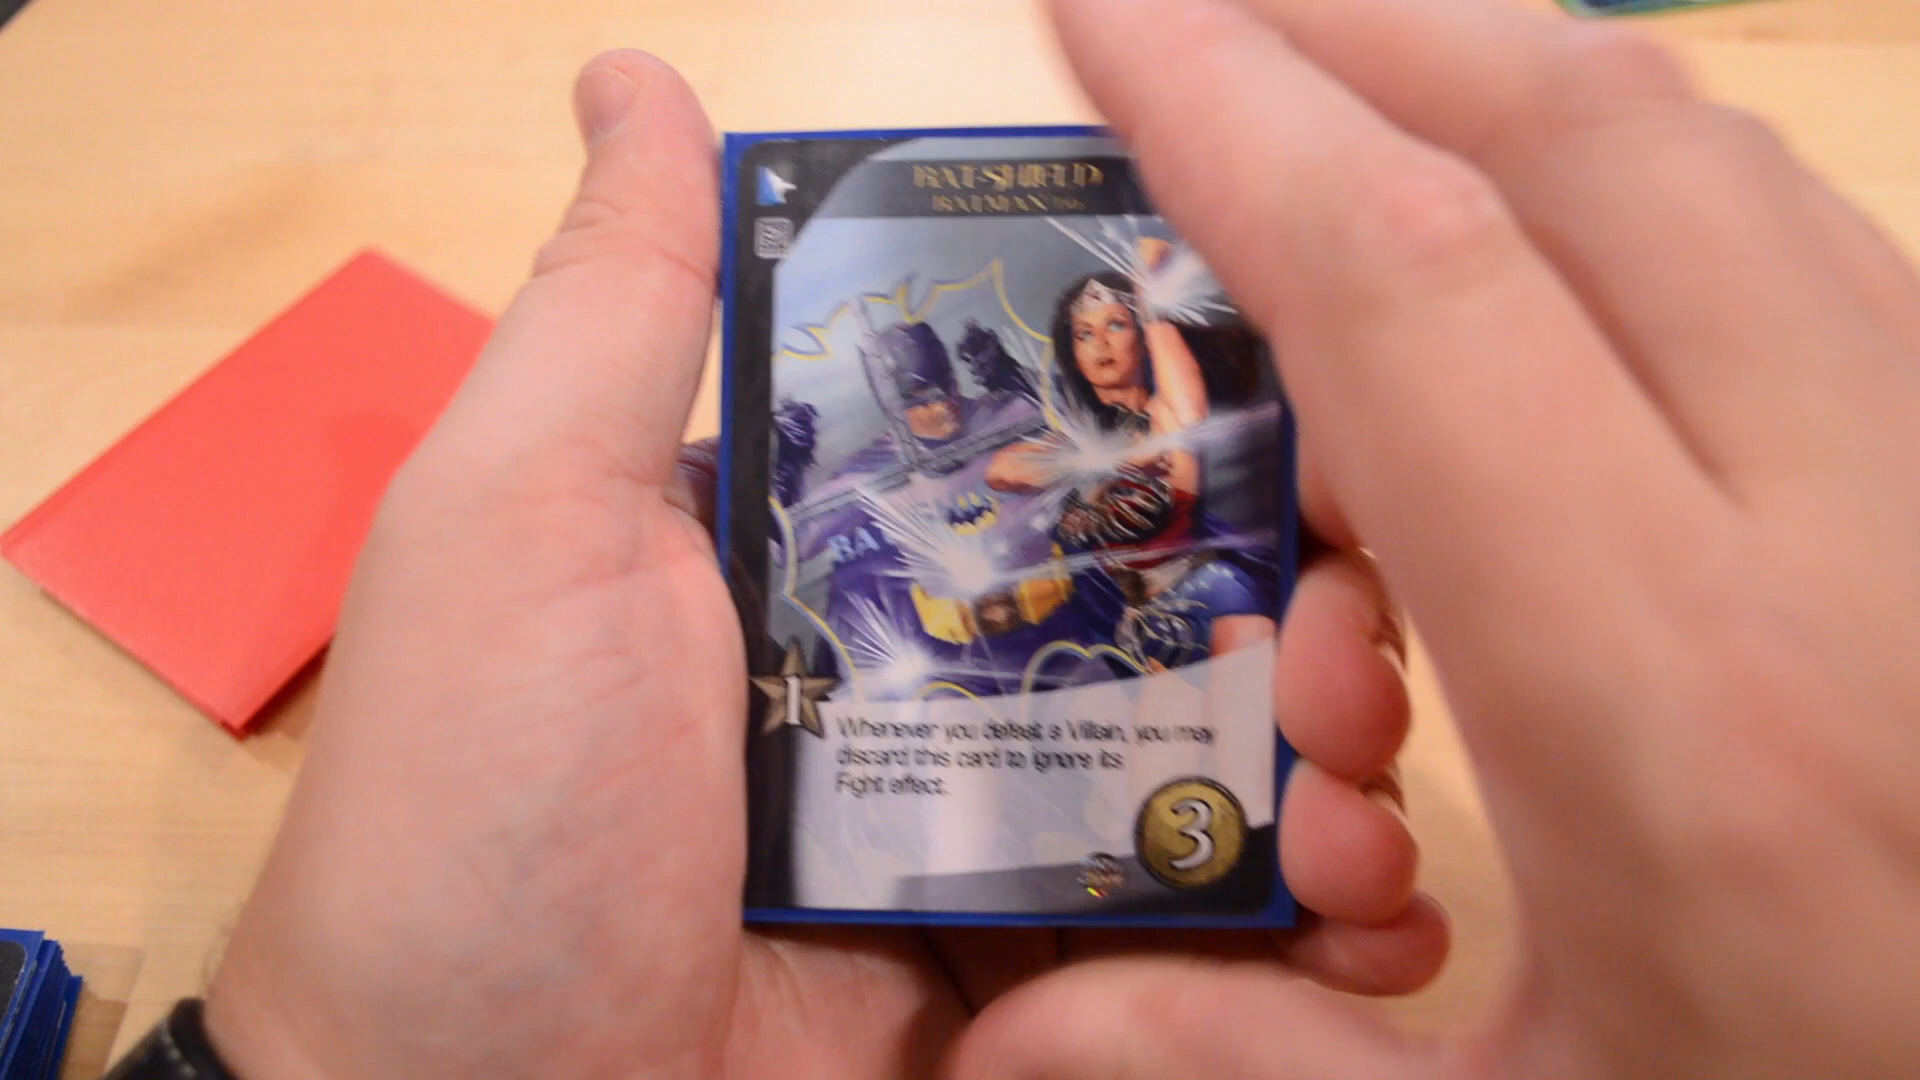 BAT-SHIELD
BATMAN '66
BA
1
Whenever you defeat a Villain, you may
discard this card to ignore its
Fight effect.
3